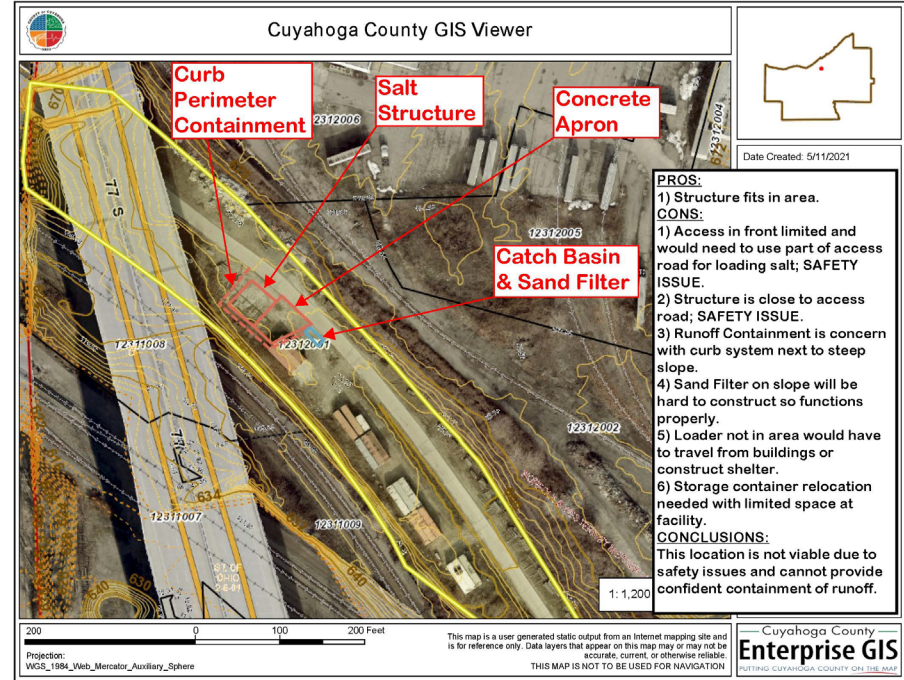 Cuyahoga County GIS Viewer
Date Created: 5/11/2021
Curb
Perimeter
Containment
Salt
Structure
Concrete
Apron
Catch Basin
& Sand Filter
2312006
12312004
12312005
12312001
12312002
12311008
12311007
12311009
77 S
670
672
634
640
630
640
ST. OF
OHIO
1: 1,200
PROS:
1) Structure fits in area.
CONS:
1) Access in front limited and
would need to use part of access
road for loading salt; SAFETY
ISSUE.
2) Structure is close to access
road; SAFETY ISSUE.
3) Runoff Containment is concern
with curb system next to steep
slope.
4) Sand Filter on slope will be
hard to construct so functions
properly.
5) Loader not in area would have
to travel from buildings or
construct shelter.
6) Storage container relocation
needed with limited space at
facility.
CONCLUSIONS:
This location is not viable due to
safety issues and cannot provide
confident containment of runoff.
200 0 100 200 Feet
Projection:
WGS_1984_Web_Mercator_Auxiliary_Sphere
This map is a user generated static output from an Internet mapping site and
is for reference only. Data layers that appear on this map may or may not be
accurate, current, or otherwise reliable.
THIS MAP IS NOT TO BE USED FOR NAVIGATION
Cuyahoga County
Enterprise GIS
PUTTING CUYAHOGA COUNTY ON THE MAP